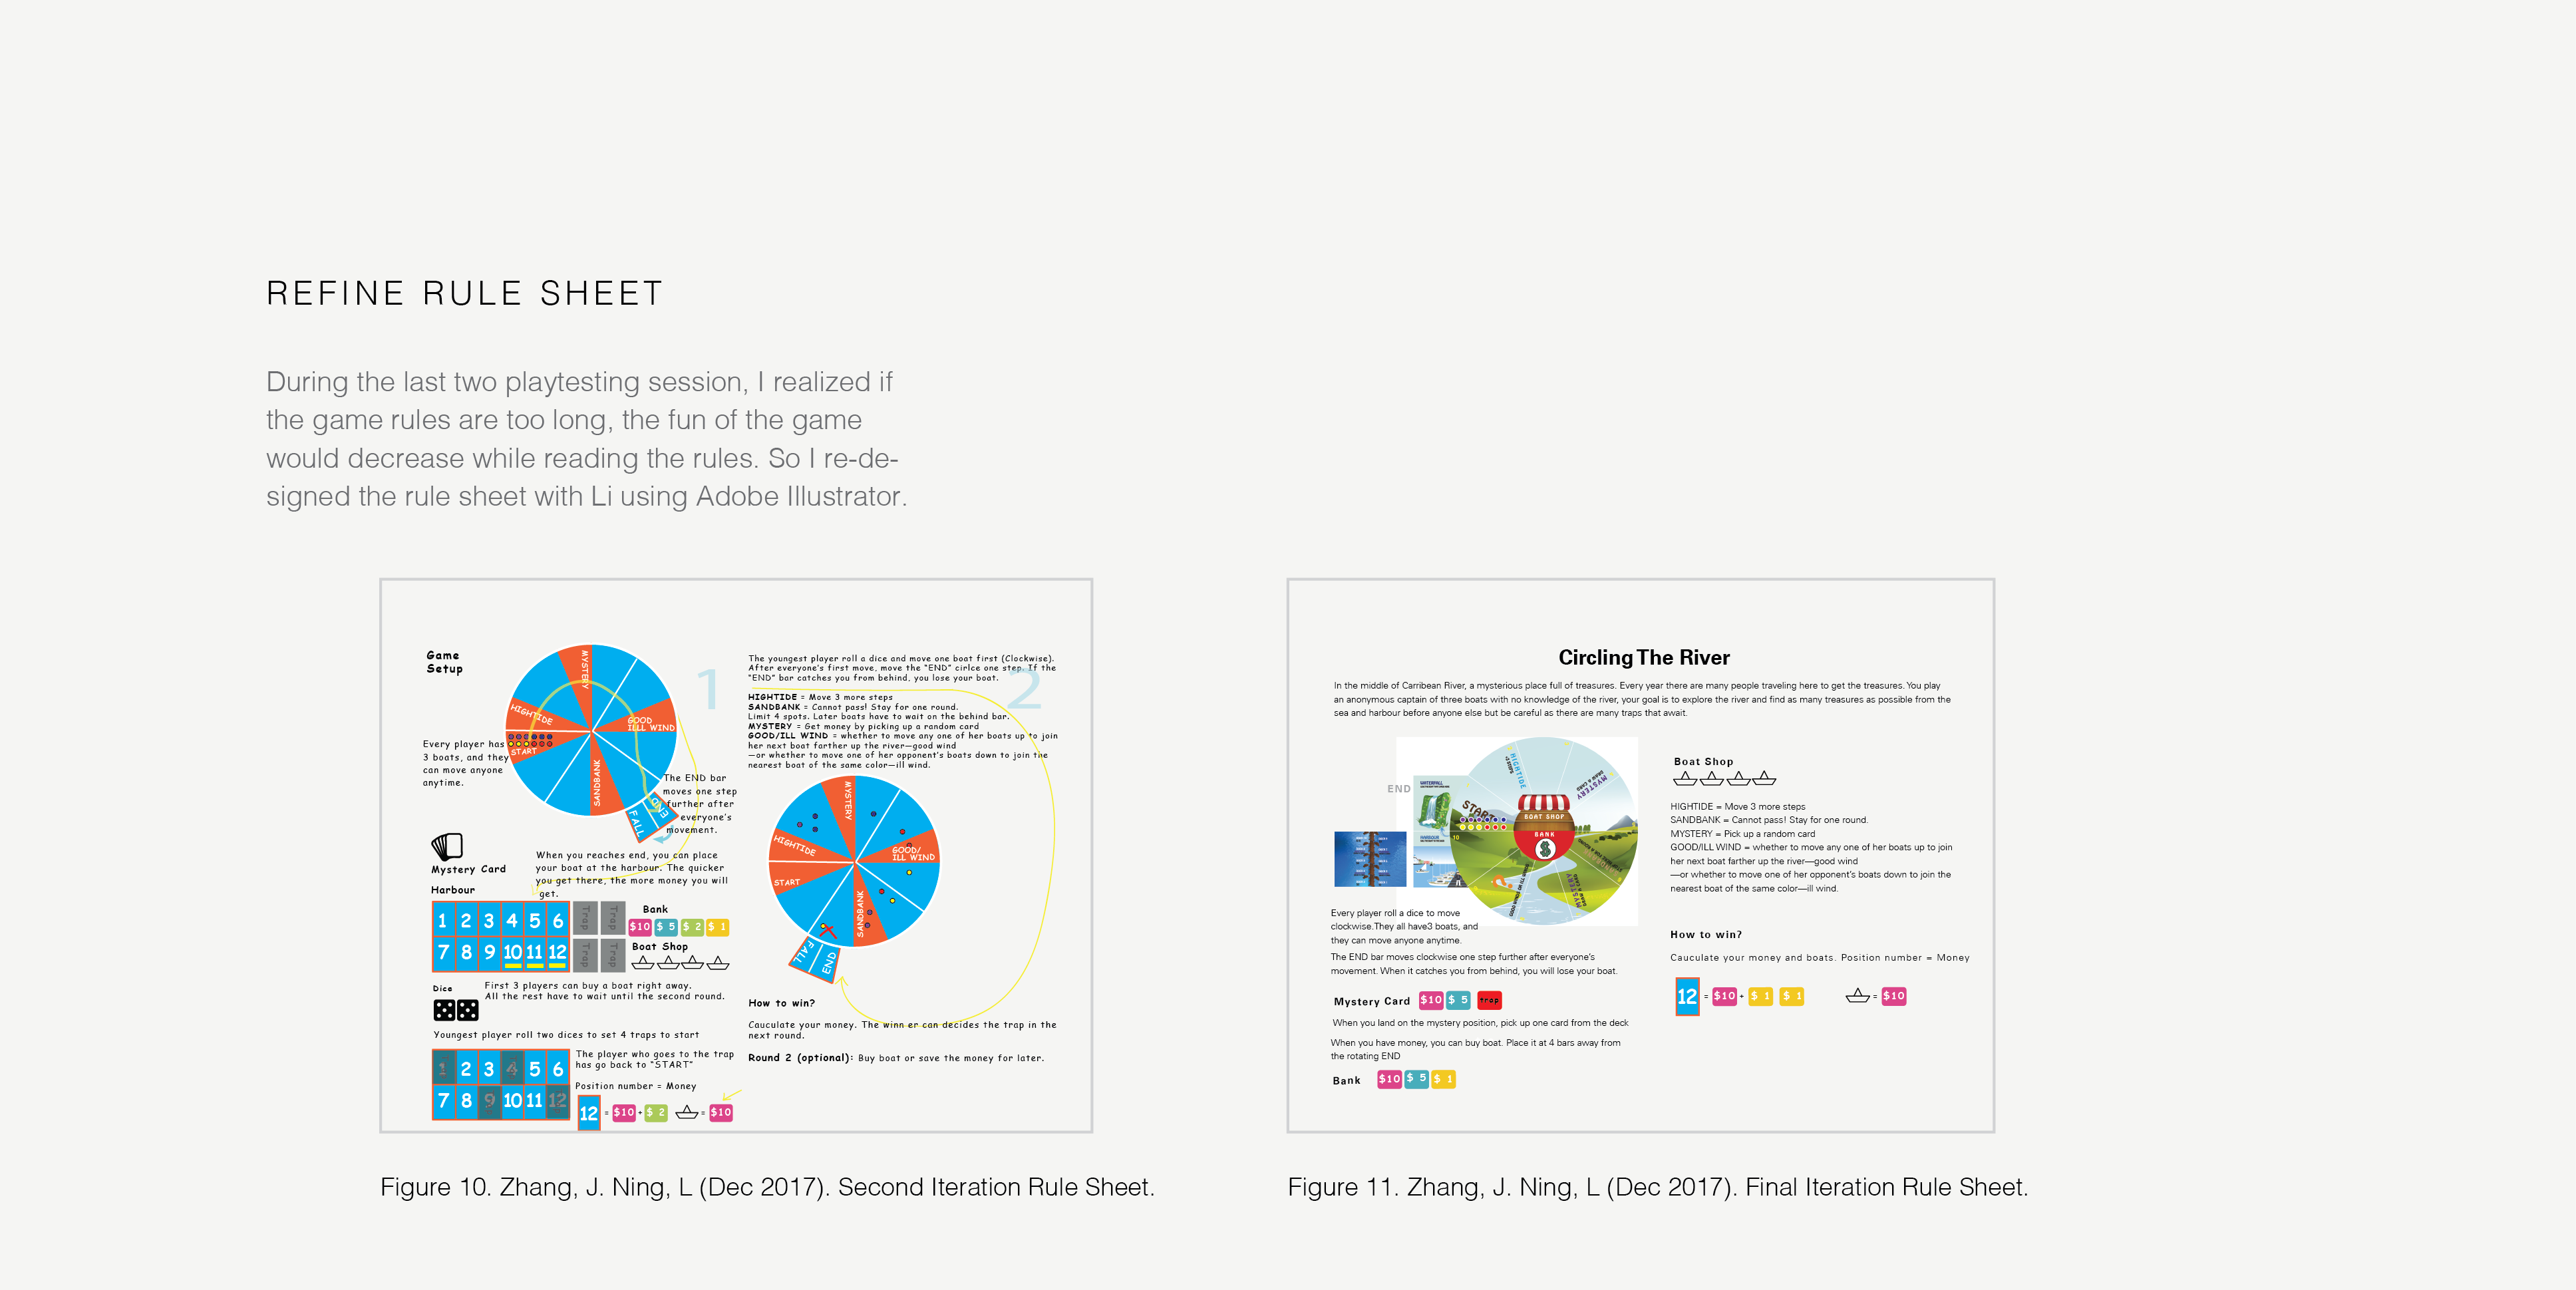 REFINE RULE SHEET
During the last two playtesting session, I realized if
the game rules are too long, the fun of the game
would decrease while reading the rules. So I re-de-
signed the rule sheet with Li using Adobe Illustrator.
Game
Setup
MYSTERY
HIGHTIDE
GOOD
ILL WIND
START
SANDBANK
FALL
END
1
Every player has
3 boats, and they
can move anyone
anytime.
The END bar
moves one step
further after
everyone's
movement.
Mystery Card
When you reaches end, you can place
your boat at the harbour. The quicker
you get there, the more money you will
get.
Harbour
1 2 3 4 5 6
7 8 9 10 11 12
Trap Trap
Trap Trap
Bank
$10 $ 5 $ 2 $ 1
Boat Shop
Dice
First 3 players can buy a boat right away.
All the rest have to wait until the second round.
Youngest player roll two dices to set 4 traps to start
1 2 3 4 5 6
7 8 9 10 11 12
The player who goes to the trap
has go back to "START"
Position number = Money
12 = $10 + $ 2 = $10
The youngest player roll a dice and move one boat first (Clockwise).
After everyone's first move, move the "END" cirlce one step. If the
"END" bar catches you from behind, you lose your boat.
2
HIGHTIDE = Move 3 more steps
SANDBANK = Cannot pass! Stay for one round.
Limit 4 spots. Later boats have to wait on the behind bar.
MYSTERY = Get money by picking up a random card
GOOD/ILL WIND = whether to move any one of her boats up to join
her next boat farther up the river—good wind
—or whether to move one of her opponent's boats down to join the
nearest boat of the same color—ill wind.
MYSTERY
HIGHTIDE
GOOD/
ILL WIND
START
SANDBANK
FALL
END
How to win?
Cauculate your money. The winn er can decides the trap in the
next round.
Round 2 (optional): Buy boat or save the money for later.
Figure 10. Zhang, J. Ning, L (Dec 2017). Second Iteration Rule Sheet.
Circling The River
In the middle of Carribean River, a mysterious place full of treasures. Every year there are many people traveling here to get the treasures. You play
an anonymous captain of three boats with no knowledge of the river, your goal is to explore the river and find as many treasures as possible from the
sea and harbour before anyone else but be careful as there are many traps that await.
END
WATERFALL
HARBOUR
START
HIGHTIDE
MYSTERY
BOAT SHOP
BANK
$
MYSTERY
Every player roll a dice to move
clockwise.They all have3 boats, and
they can move anyone anytime.
The END bar moves clockwise one step further after everyone's
movement. When it catches you from behind, you will lose your boat.
Mystery Card $10 $ 5 trap
When you land on the mystery position, pick up one card from the deck
When you have money, you can buy boat. Place it at 4 bars away from
the rotating END
Bank $10 $ 5 $ 1
Boat Shop
HIGHTIDE = Move 3 more steps
SANDBANK = Cannot pass! Stay for one round.
MYSTERY = Pick up a random card
GOOD/ILL WIND = whether to move any one of her boats up to join
her next boat farther up the river—good wind
—or whether to move one of her opponent's boats down to join the
nearest boat of the same color—ill wind.
How to win?
Cauculate your money and boats. Position number = Money
12 = $10 + $ 1 $ 1 = $10
Figure 11. Zhang, J. Ning, L (Dec 2017). Final Iteration Rule Sheet.